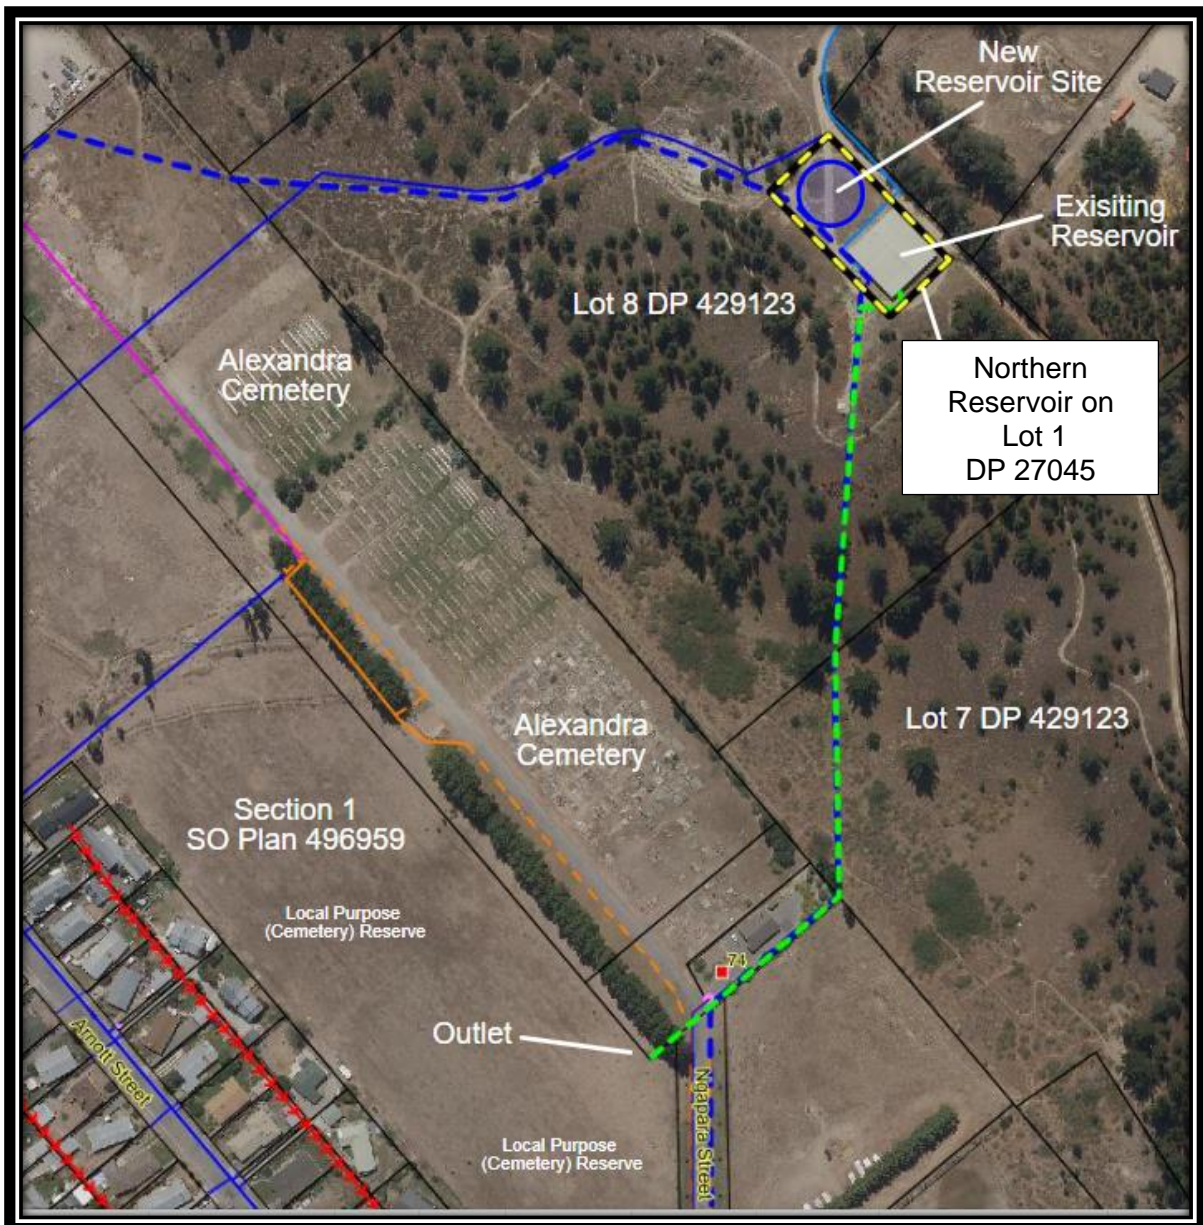 New
Reservoir Site
Exisiting
Reservoir
Lot 8 DP 429123
Northern
Reservoir on
Lot 1
DP 27045
Alexandra
Cemetery
Alexandra
Cemetery
Lot 7 DP 429123
Section 1
SO Plan 496959
Local Purpose
(Cemetery) Reserve
74
Outlet
Arnott Street
Ngapara Street
Local Purpose
(Cemetery) Reserve